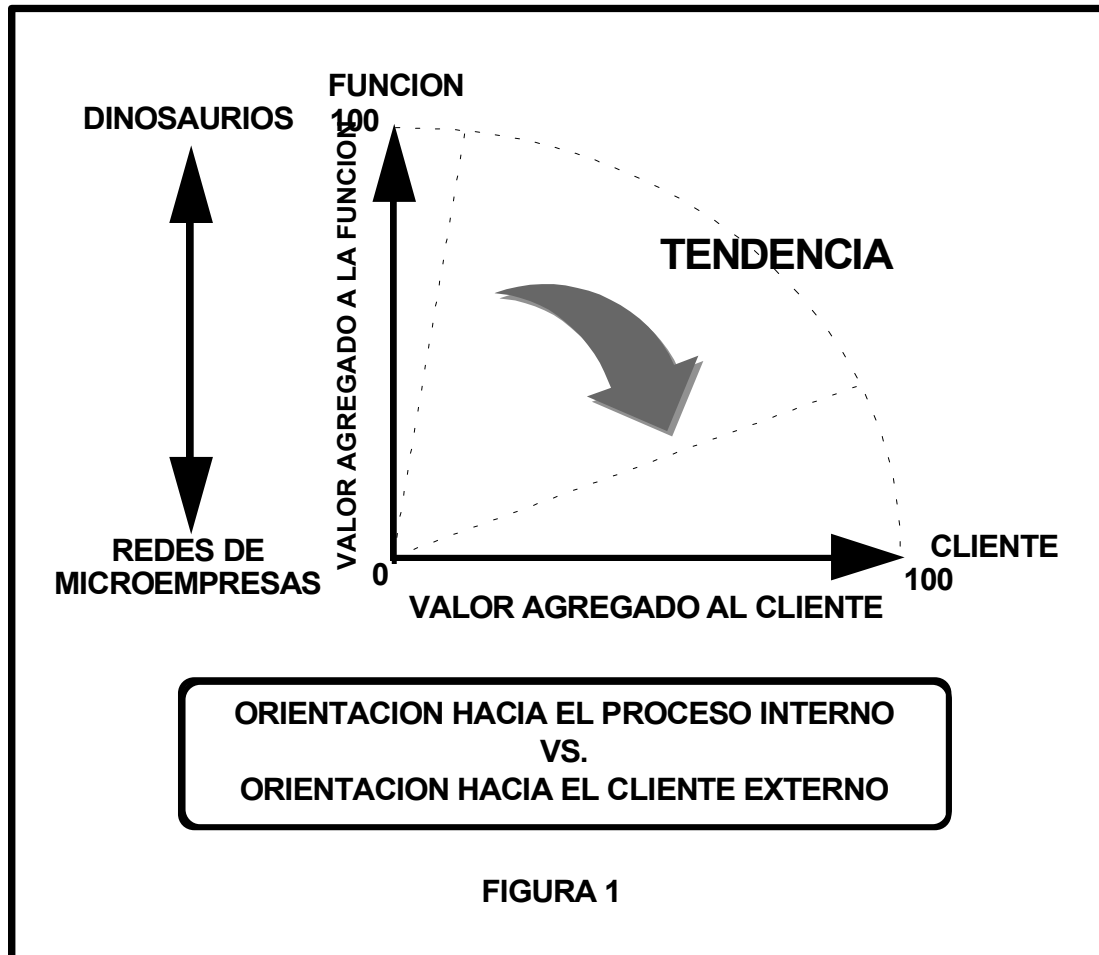 FUNCION
DINOSAURIOS
100
VALOR AGREGADO A LA FUNCION
TENDENCIA
REDES DE
MICROEMPRESAS
0
CLIENTE
100
VALOR AGREGADO AL CLIENTE
ORIENTACION HACIA EL PROCESO INTERNO
VS.
ORIENTACION HACIA EL CLIENTE EXTERNO
FIGURA 1